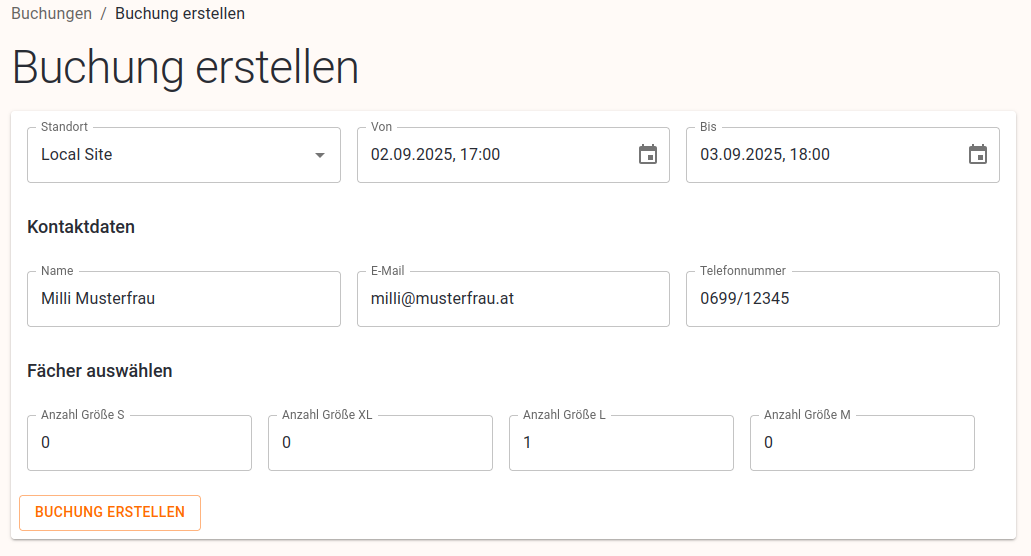 Buchungen / Buchung erstellen
Buchung erstellen
Standort Von Bis
Local Site 02.09.2025, 17:00 03.09.2025, 18:00
Kontaktdaten
Name E-Mail Telefonnummer
Milli Musterfrau milli@musterfrau.at 0699/12345
Fächer auswählen
Anzahl Größe S Anzahl Größe XL Anzahl Größe L Anzahl Größe M
0 0 1 0
BUCHUNG ERSTELLEN